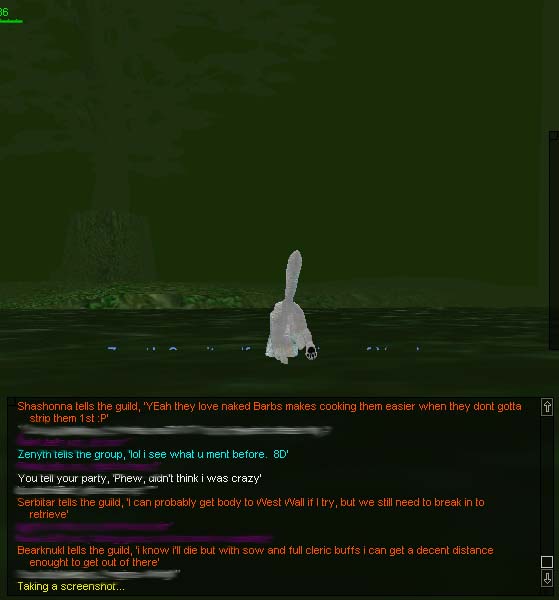 36
Shashonna tells the guild, 'YEah they love naked Barbs makes cooking them easier when they dont gotta
strip them 1st :P'
Zenyth tells the group, 'lol i see what u ment before.  8D'
You tell your party, 'Phew, didn't think i was crazy'
Serbitar tells the guild, 'I can probably get body to West Wall if I try, but we still need to break in to
retrieve'
Bearknukl tells the guild, 'i know i'll die but with sow and full cleric buffs i can get a decent distance
enought to get out of there'
Taking a screenshot...